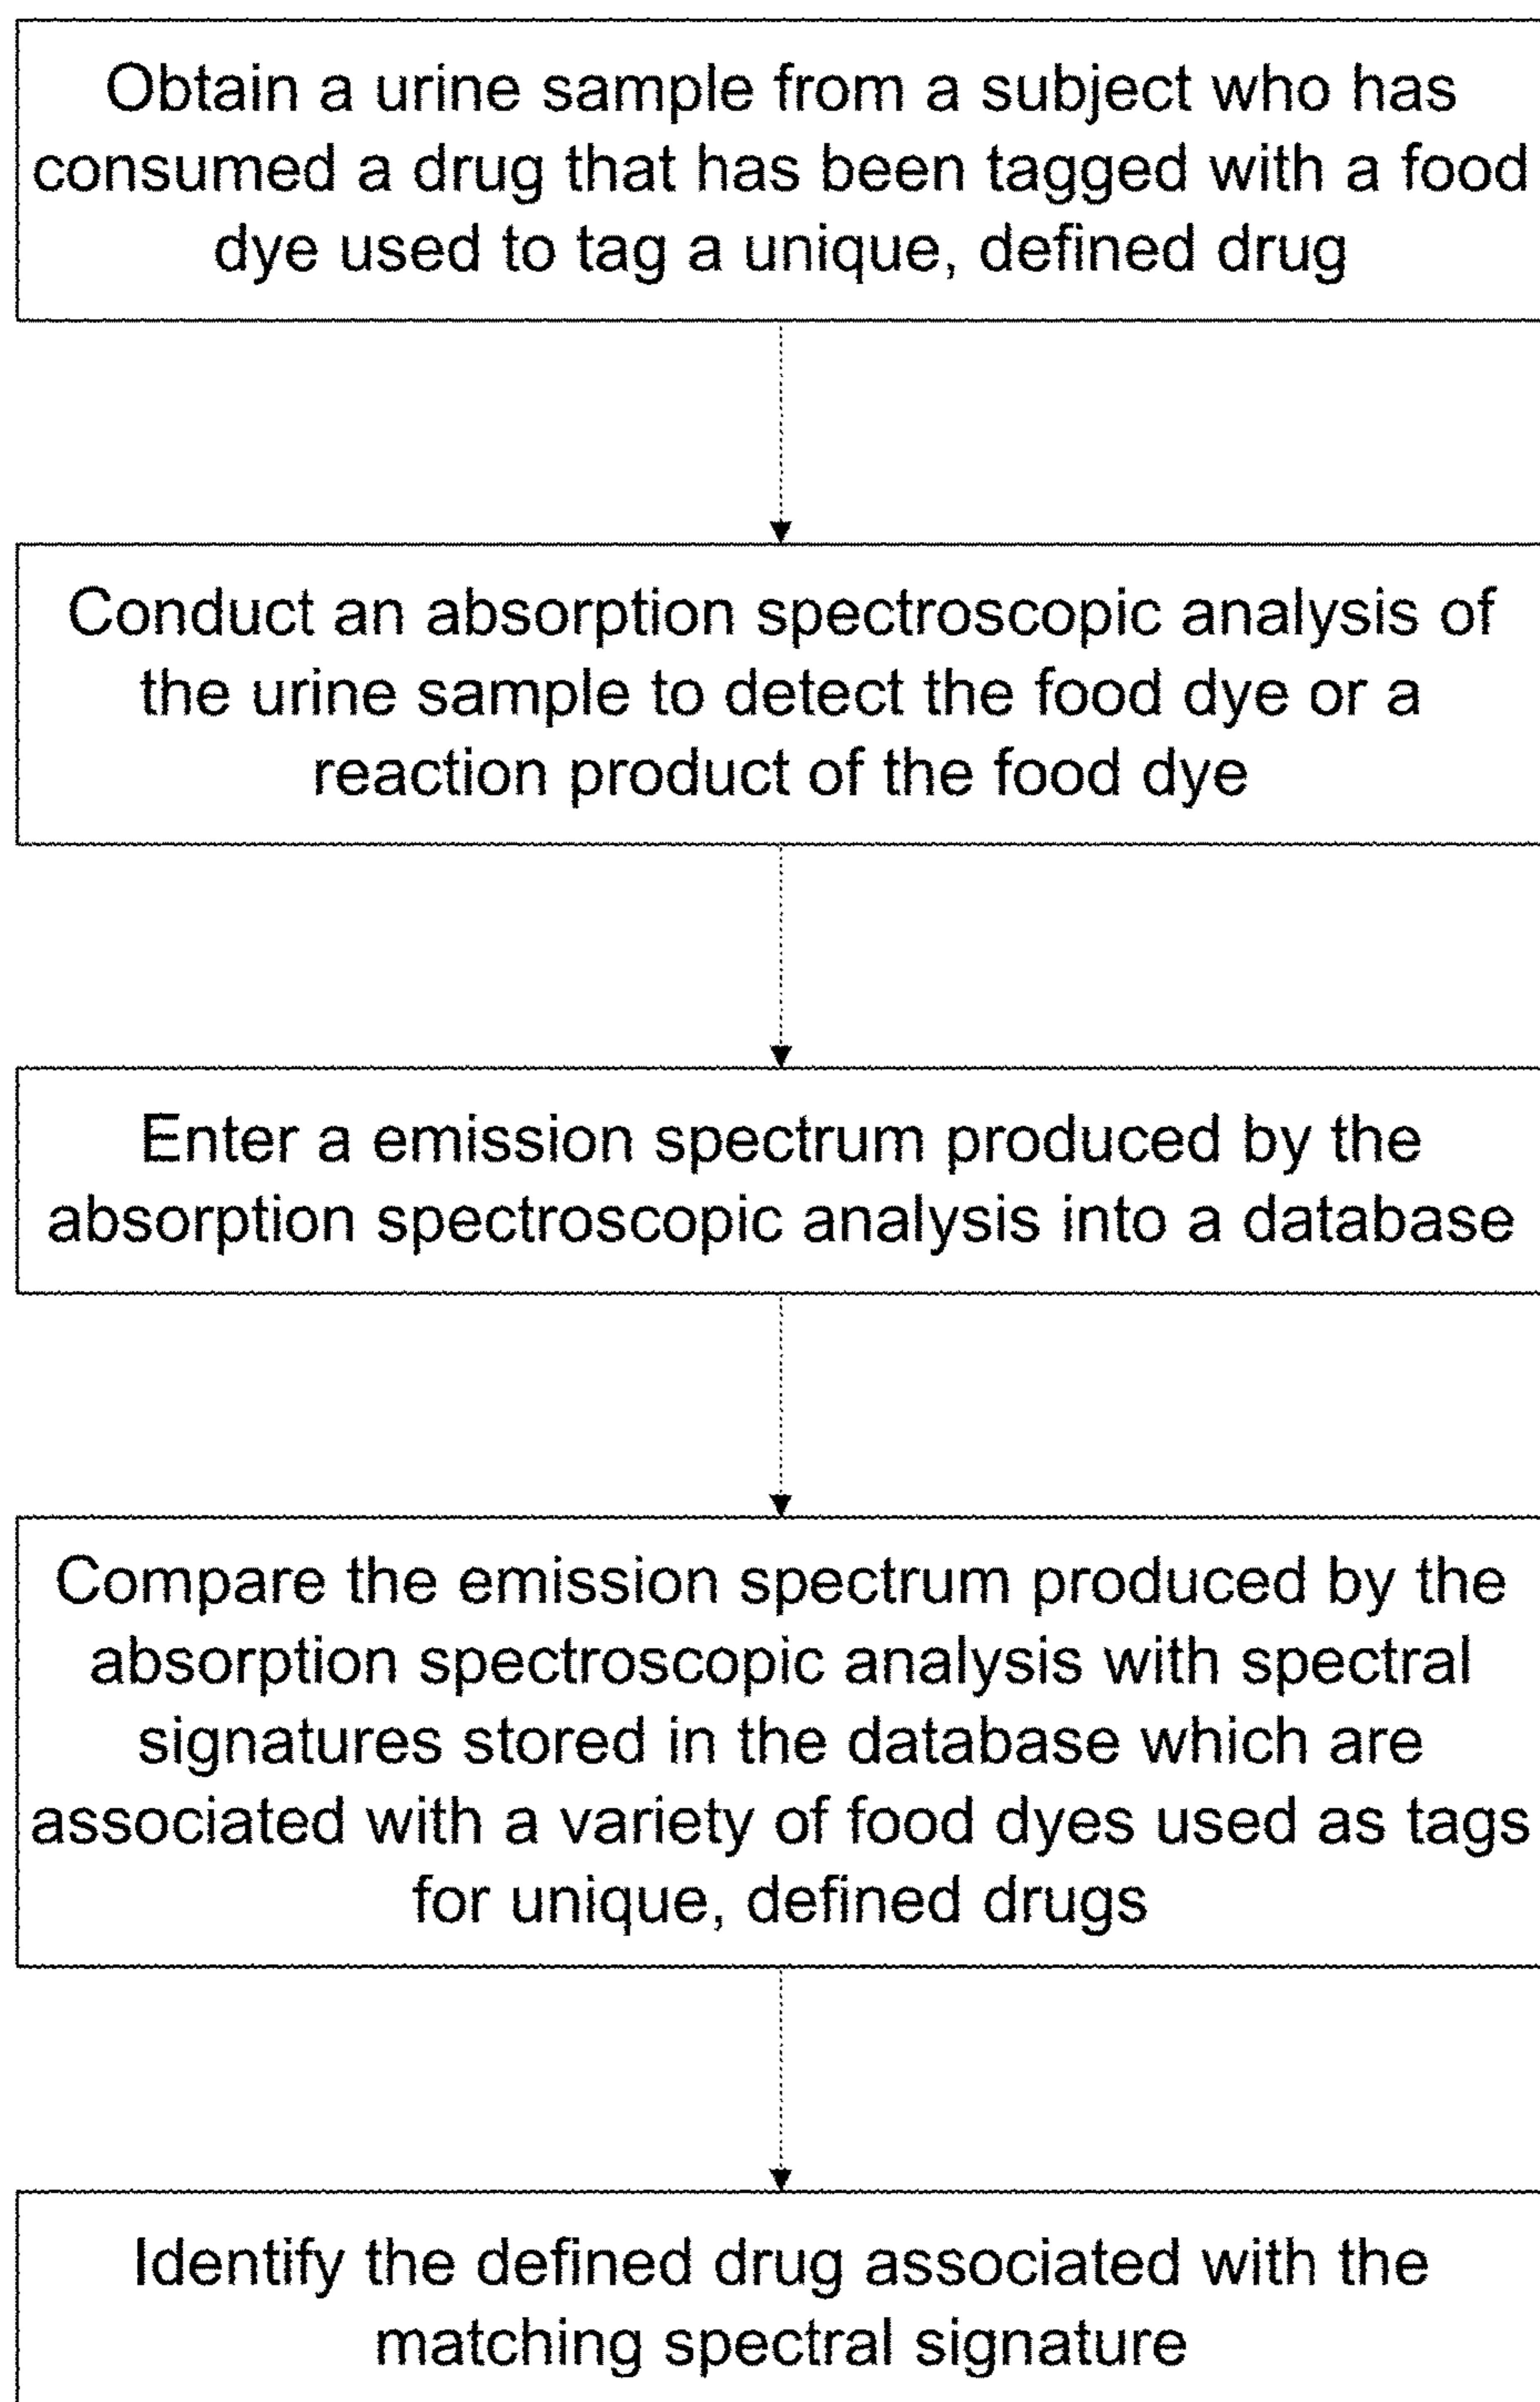 Obtain a urine sample from a subject who has
consumed a drug that has been tagged with a food
dye used to tag a unique, defined drug
Conduct an absorption spectroscopic analysis of
the urine sample to detect the food dye or a
reaction product of the food dye
Enter a emission spectrum produced by the
absorption spectroscopic analysis into a database
Compare the emission spectrum produced by the
absorption spectroscopic analysis with spectral
signatures stored in the database which are
associated with a variety of food dyes used as tags
for unique, defined drugs
Identify the defined drug associated with the
matching spectral signature